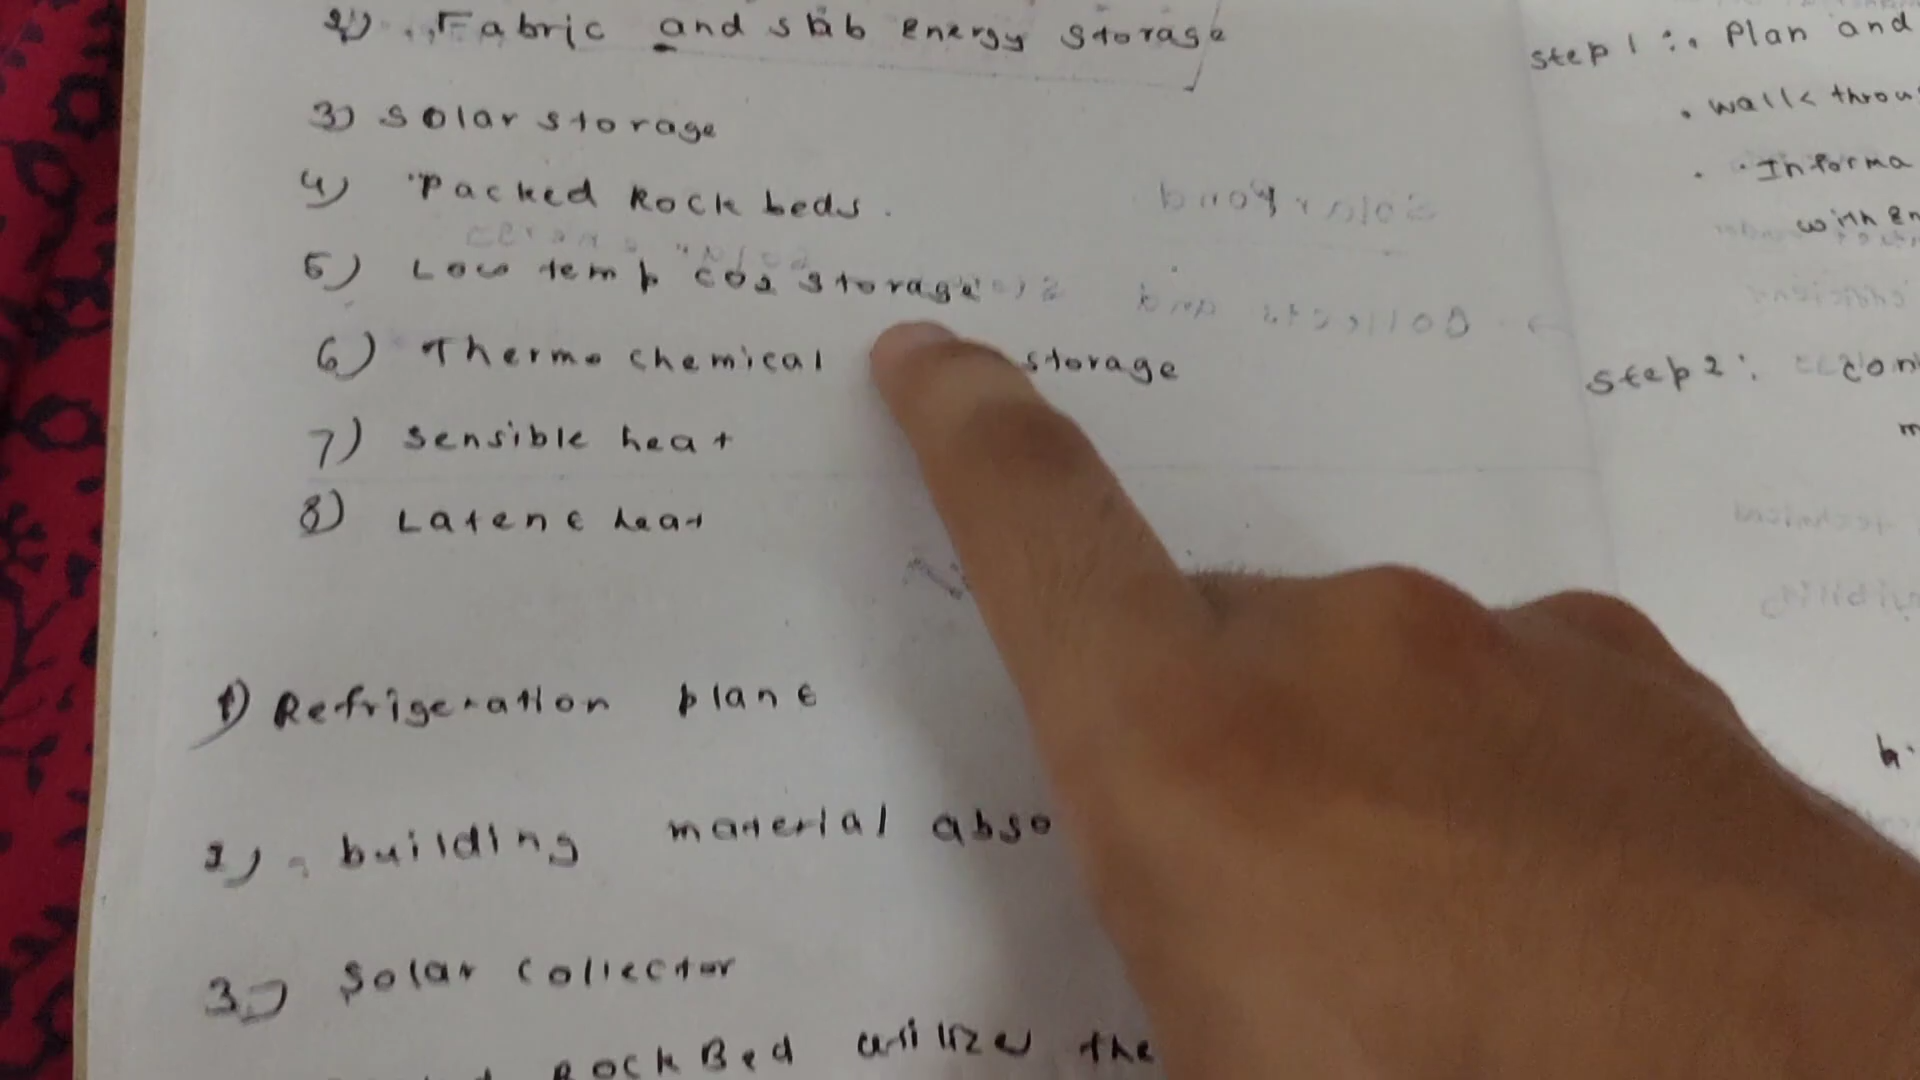 2) Fabric and slab energy storage
3) solar storage
4) Packed Rock beds.
5) Low temp co2 storage
6) Thermo chemical storage
7) sensible heat
8) Latent heat
1) Refrigeration plant
2) building material abso
3) Solar collector
Rock Bed utilizes the
step 1 : Plan and
. walk throu
. Informa
with En
step 2 : con